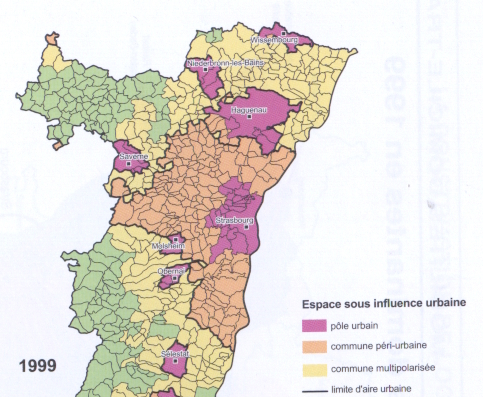 Wissembourg
Niederbronn-les-Bains
Haguenau
Saverne
Strasbourg
Molsheim
Obernai
Sélestat
1999
Espace sous influence urbaine
pôle urbain
commune péri-urbaine
commune multipolarisée
limite d'aire urbaine